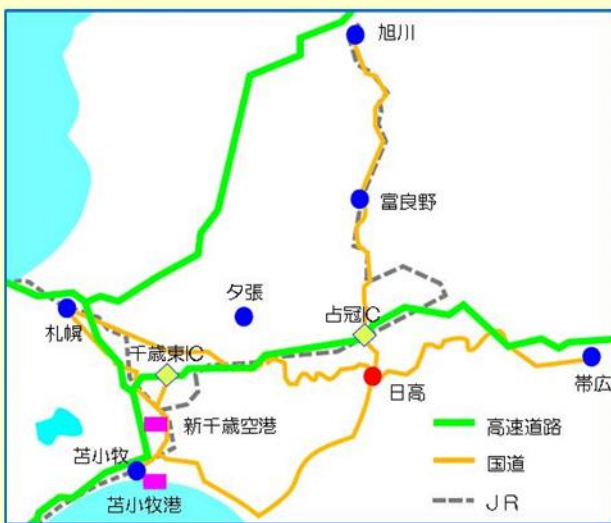 旭川
富良野
夕張
占冠IC
札幌
千歳東IC
日高
帯広
新千歳空港
苫小牧
苫小牧港
高速道路
国道
JR